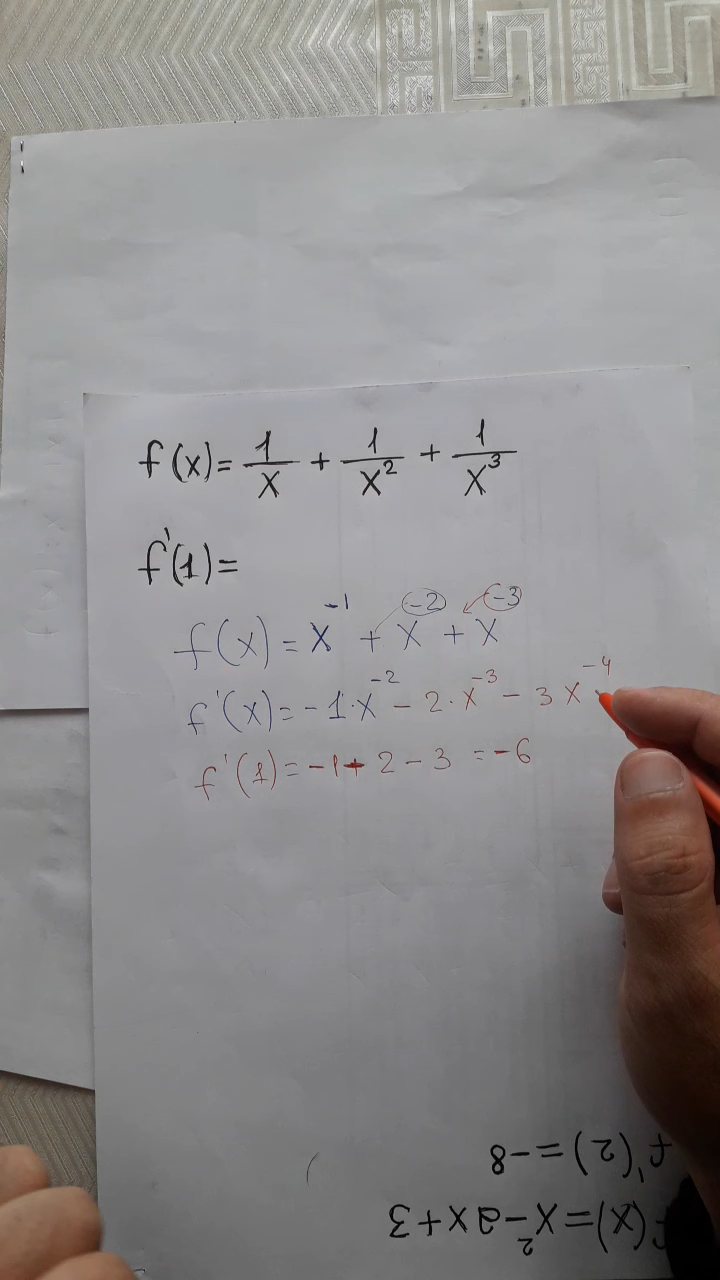 f(x) = 1/x + 1/x² + 1/x³
f'(1) =
f(x) = x⁻¹ + x⁻² + x⁻³
f'(x) = -1·x⁻² - 2·x⁻³ - 3x⁻⁴
f'(1) = -1 + 2 - 3 = -6
f(x)=x²-ax+3
f'(2)=-8